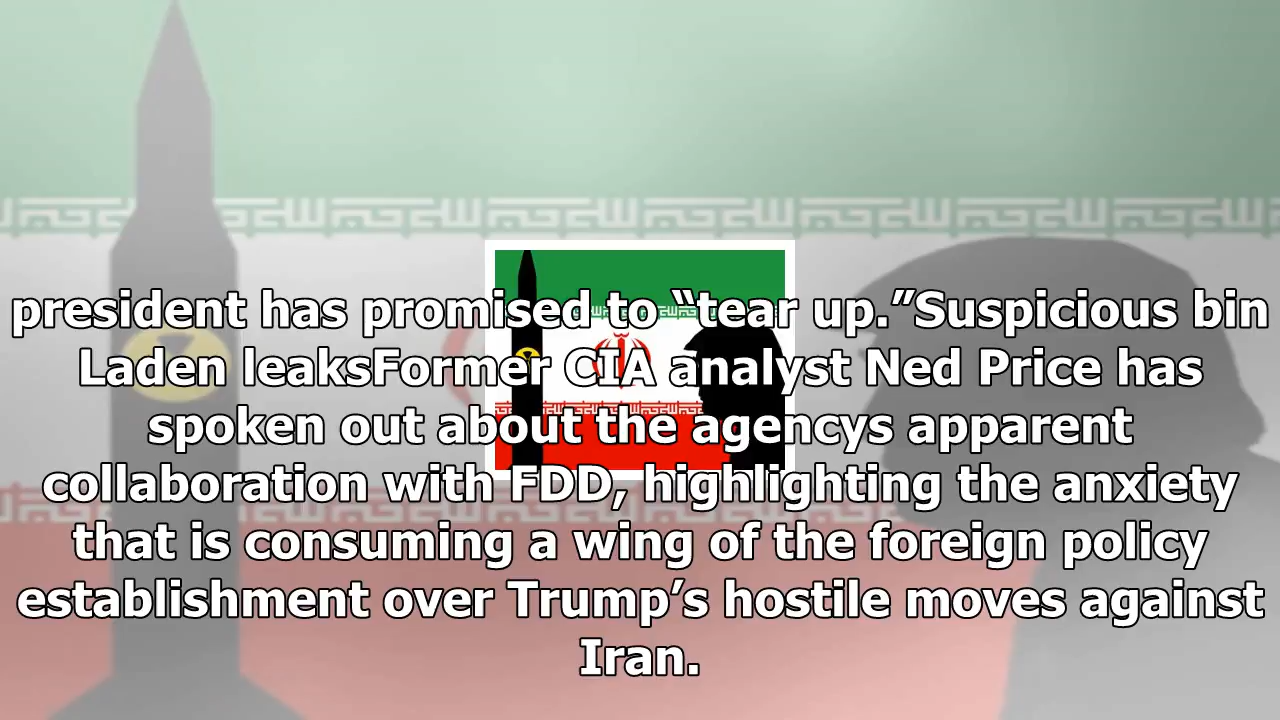 president has promised to “tear up.”Suspicious bin
Laden leaksFormer CIA analyst Ned Price has
spoken out about the agencys apparent
collaboration with FDD, highlighting the anxiety
that is consuming a wing of the foreign policy
establishment over Trump’s hostile moves against
Iran.